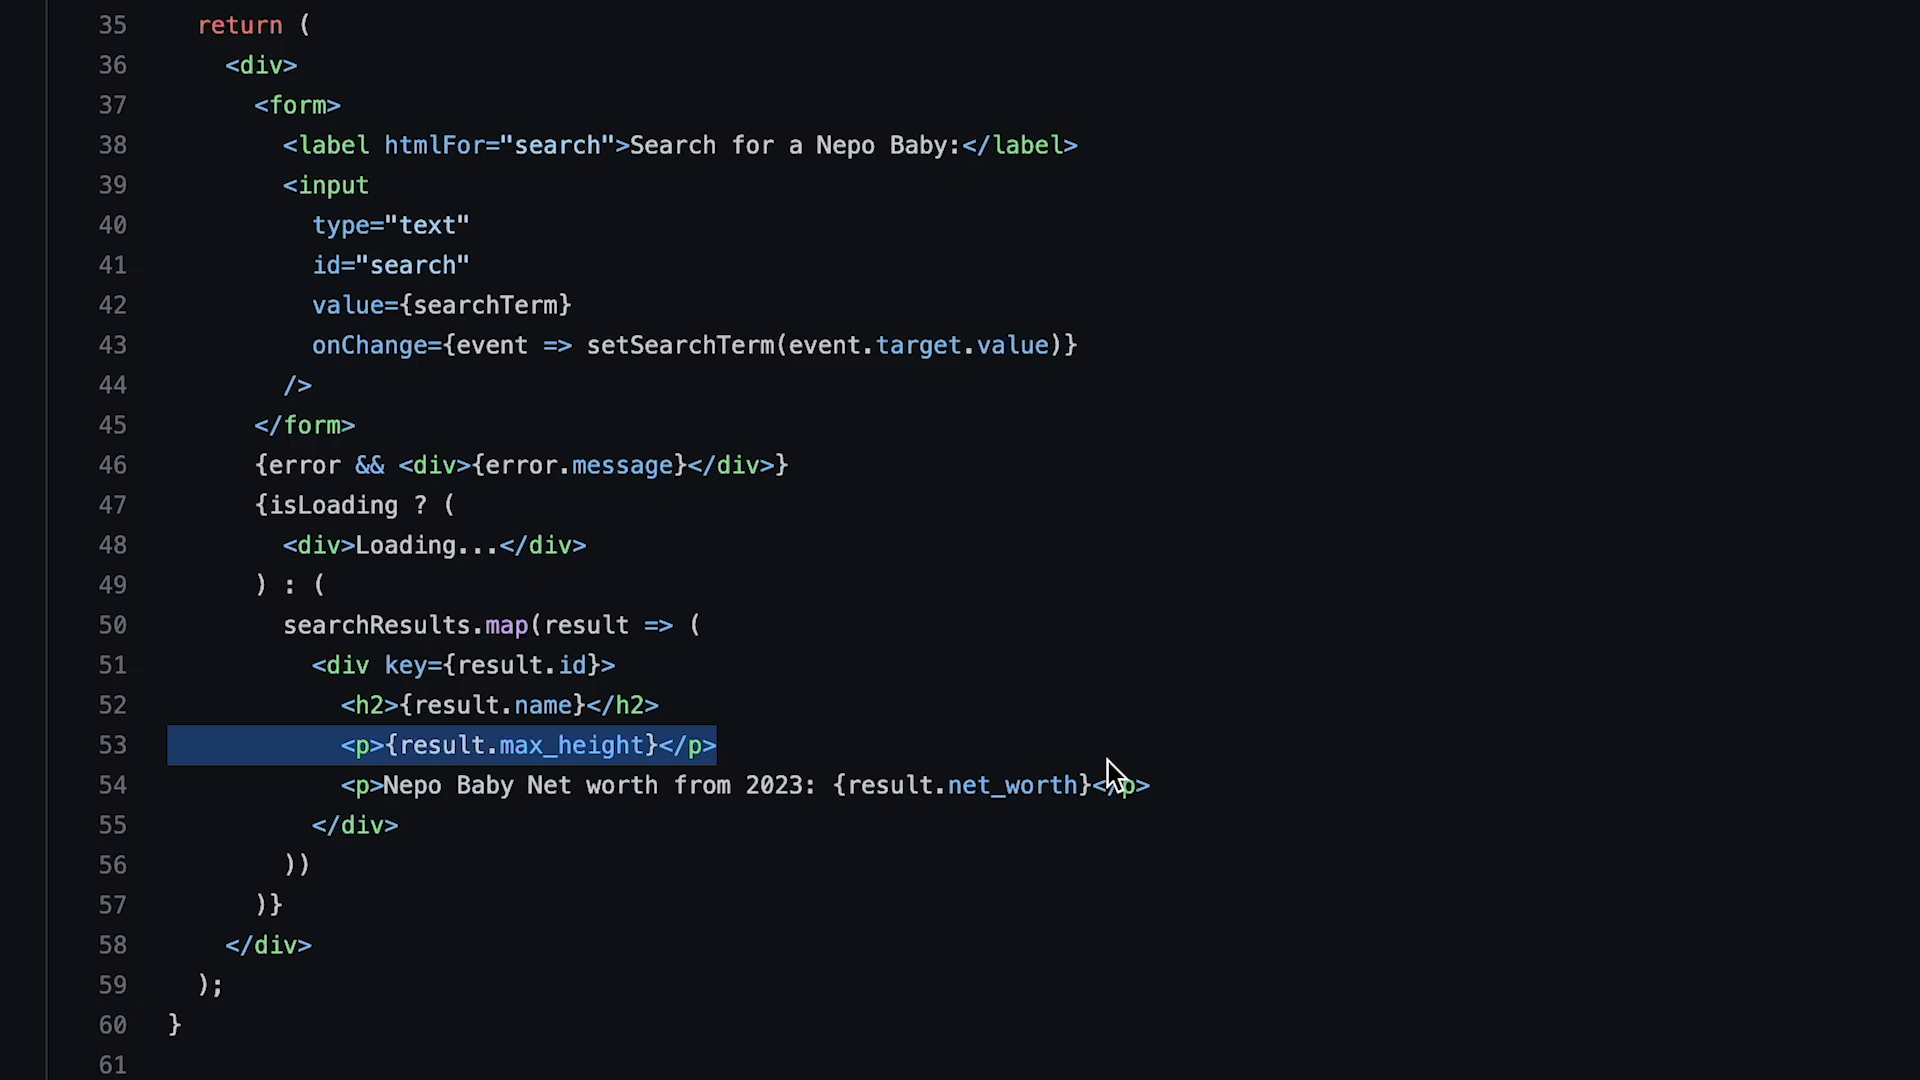 35 return (
36 <div>
37 <form>
38 <label htmlFor="search">Search for a Nepo Baby:</label>
39 <input
40 type="text"
41 id="search"
42 value={searchTerm}
43 onChange={event => setSearchTerm(event.target.value)}
44 />
45 </form>
46 {error && <div>{error.message}</div>}
47 {isLoading ? (
48 <div>Loading...</div>
49 ) : (
50 searchResults.map(result => (
51 <div key={result.id}>
52 <h2>{result.name}</h2>
53 <p>{result.max_height}</p>
54 <p>Nepo Baby Net worth from 2023: {result.net_worth}</p>
55 </div>
56 ))
57 )}
58 </div>
59 );
60 }
61